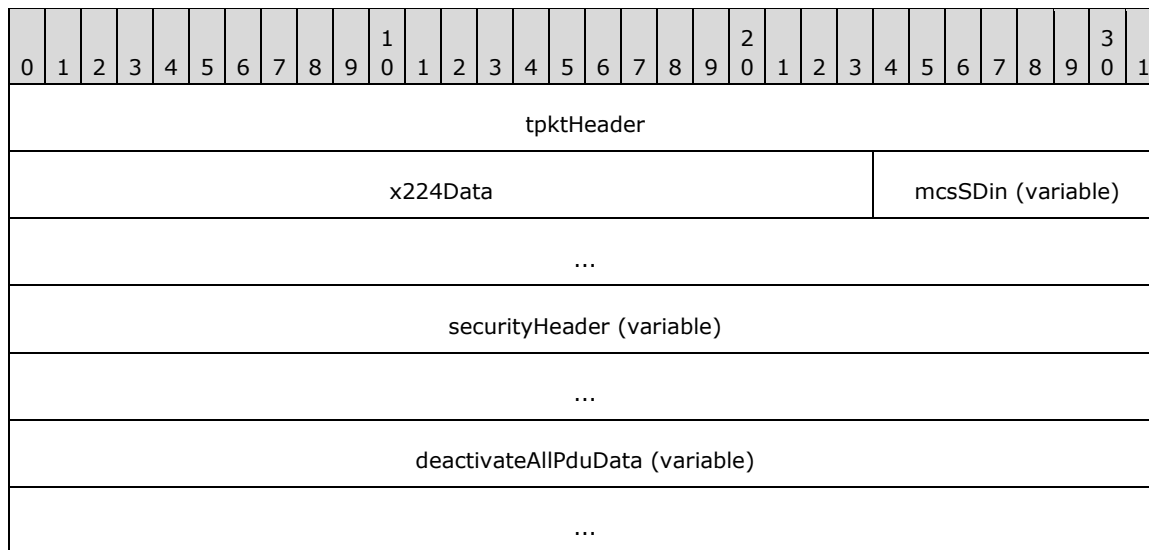 1 2 3
0 1 2 3 4 5 6 7 8 9 0 1 2 3 4 5 6 7 8 9 0 1 2 3 4 5 6 7 8 9 0 1
tpktHeader
x224Data mcsSDin (variable)
...
securityHeader (variable)
...
deactivateAllPduData (variable)
...